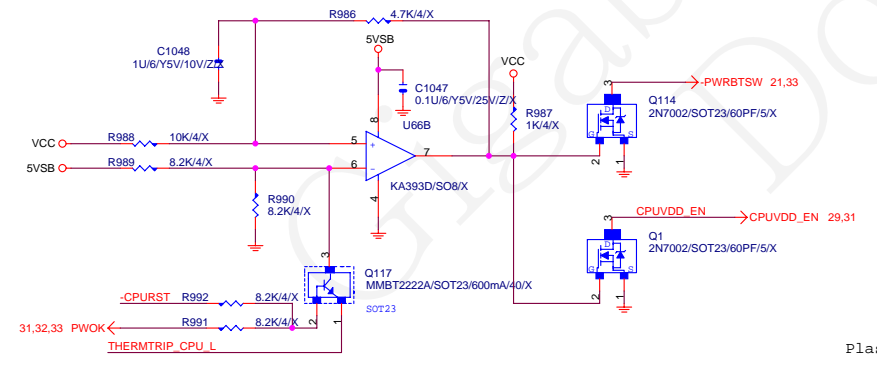 R986
4.7K/4/X
5VSB
C1048
1U/6/Y5V/10V/Z/X
VCC
C1047
0.1U/6/Y5V/25V/Z/X
3
-PWRBTSW 21,33
Q114
2N7002/SOT23/60PF/5/X
D
G
S
2
1
R987
1K/4/X
8
U66B
VCC
R988
10K/4/X
5
+
7
5VSB
R989
8.2K/4/X
6
-
KA393D/SO8/X
4
R990
8.2K/4/X
3
CPUVDD_EN
CPUVDD_EN 29,31
Q1
2N7002/SOT23/60PF/5/X
D
G
S
2
1
3
Q117
MMBT2222A/SOT23/600mA/40/X
SOT23
-CPURST
R992
8.2K/4/X
31,32,33 PWOK
R991
8.2K/4/X
2
1
THERMTRIP_CPU_L
Plas
Gigab
Do